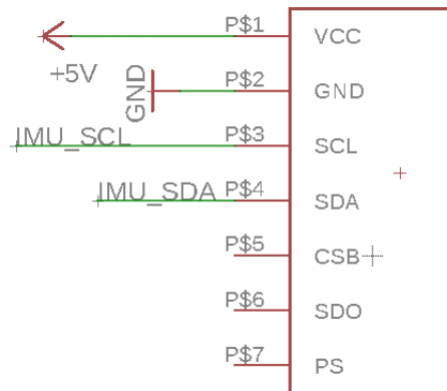 P$1 VCC
+5V
GND P$2 GND
IMU_SCL P$3 SCL
IMU_SDA P$4 SDA
P$5 CSB
P$6 SDO
P$7 PS